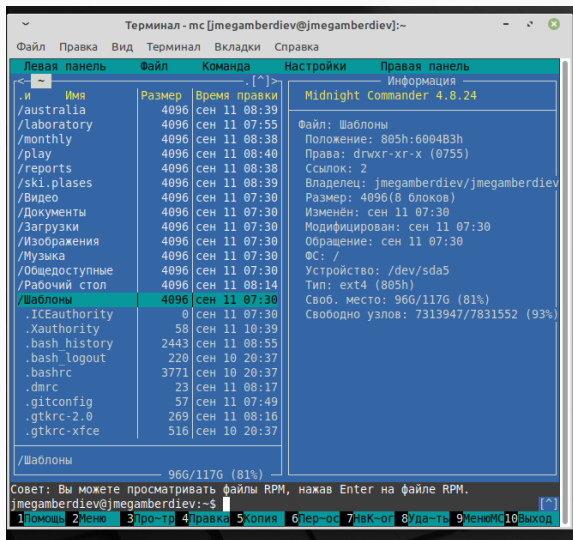 Терминал - mc [jmegamberdiev@jmegamberdiev]:~
Файл Правка Вид Терминал Вкладки Справка
Левая панель Файл Команда Настройки Правая панель
<- ~ .[^]>
.и Имя Размер Время правки
/australia 4096 сен 11 08:39
/laboratory 4096 сен 11 07:55
/monthly 4096 сен 11 08:38
/play 4096 сен 11 08:40
/reports 4096 сен 11 08:38
/ski.plases 4096 сен 11 08:39
/Видео 4096 сен 11 07:30
/Документы 4096 сен 11 07:30
/Загрузки 4096 сен 11 07:30
/Изображения 4096 сен 11 07:30
/Музыка 4096 сен 11 07:30
/Общедоступные 4096 сен 11 07:30
/Рабочий стол 4096 сен 11 08:14
/Шаблоны 4096 сен 11 07:30
.ICEauthority 0 сен 11 07:30
.Xauthority 58 сен 11 10:39
.bash_history 2443 сен 11 08:55
.bash_logout 220 сен 10 20:37
.bashrc 3771 сен 10 20:37
.dmrc 23 сен 11 08:17
.gitconfig 57 сен 11 07:49
.gtkrc-2.0 269 сен 11 08:16
.gtkrc-xfce 516 сен 10 20:37
/Шаблоны
96G/117G (81%)
Информация
Midnight Commander 4.8.24
Файл: Шаблоны
Положение: 805h:6004B3h
Права: drwxr-xr-x (0755)
Ссылок: 2
Владелец: jmegamberdiev/jmegamberdiev
Размер: 4096(8 блоков)
Изменён: сен 11 07:30
Модифицирован: сен 11 07:30
Обращение: сен 11 07:30
ФС: /
Устройство: /dev/sda5
Тип: ext4 (805h)
Своб. место: 96G/117G (81%)
Свободно узлов: 7313947/7831552 (93%)
Совет: Вы можете просматривать файлы RPM, нажав Enter на файле RPM.
jmegamberdiev@jmegamberdiev:~$ [^]
1Помощь 2Меню 3Про~тр 4Правка 5Копия 6Пер~ос 7НвК~ог 8Уда~ть 9МенюМС 10Выход